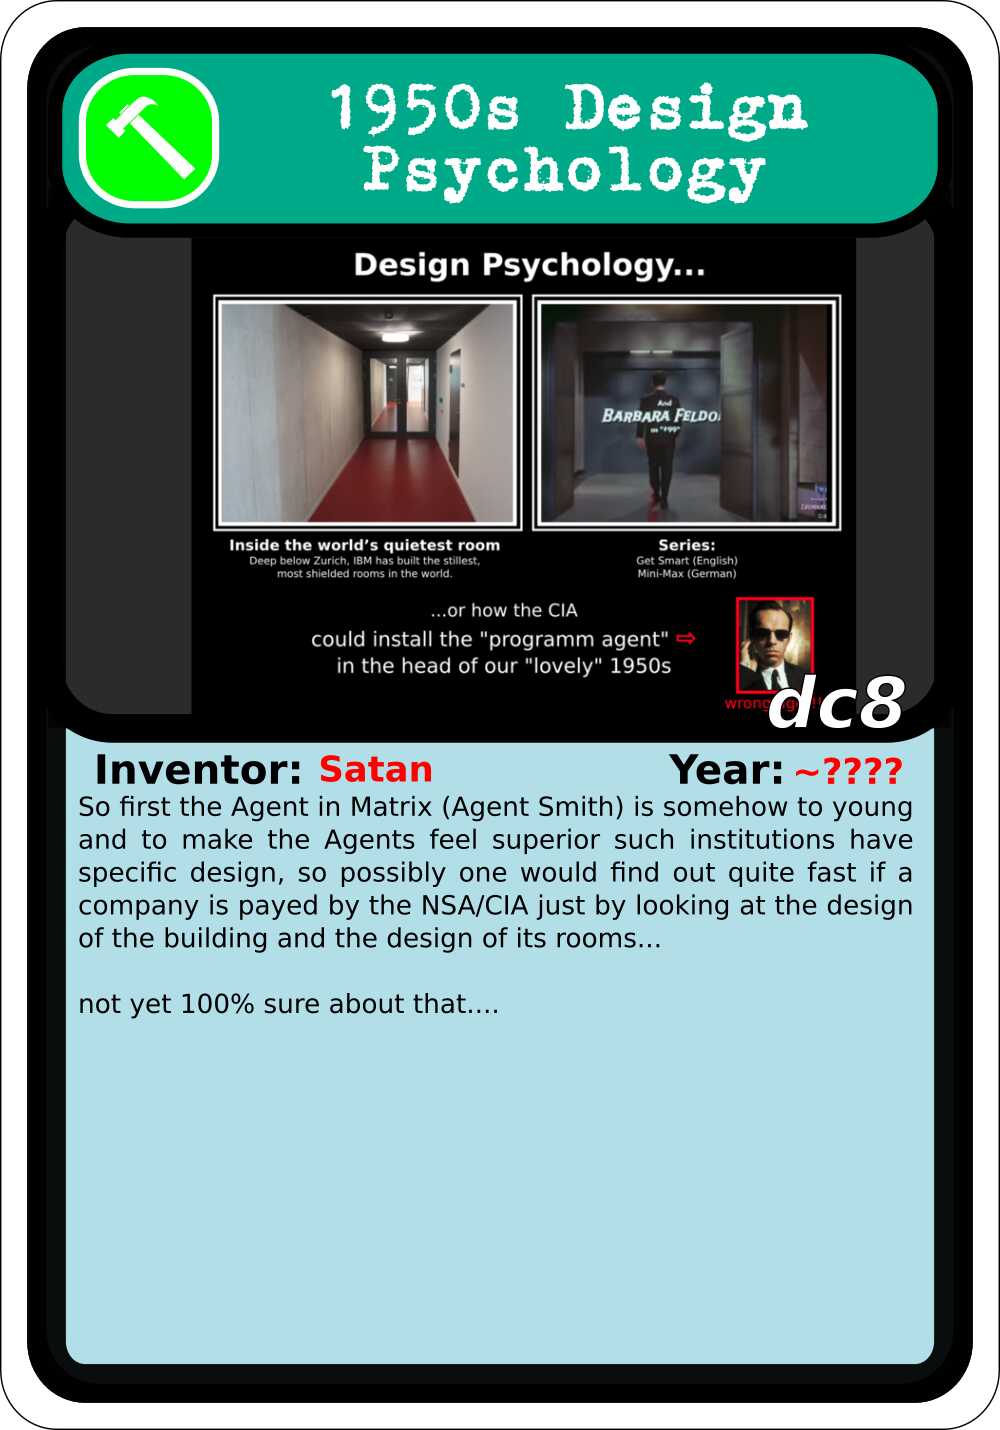 1950s Design
Psychology
Design Psychology...
And
BARBARA FELDO
as "99"
Inside the world’s quietest room
Deep below Zurich, IBM has built the stillest,
most shielded rooms in the world.
Series:
Get Smart (English)
Mini-Max (German)
...or how the CIA
could install the "programm agent" ⇨
in the head of our "lovely" 1950s
wrong
dc8
Inventor: Satan
Year: ~????
So first the Agent in Matrix (Agent Smith) is somehow to young
and to make the Agents feel superior such institutions have
specific design, so possibly one would find out quite fast if a
company is payed by the NSA/CIA just by looking at the design
of the building and the design of its rooms...
not yet 100% sure about that....